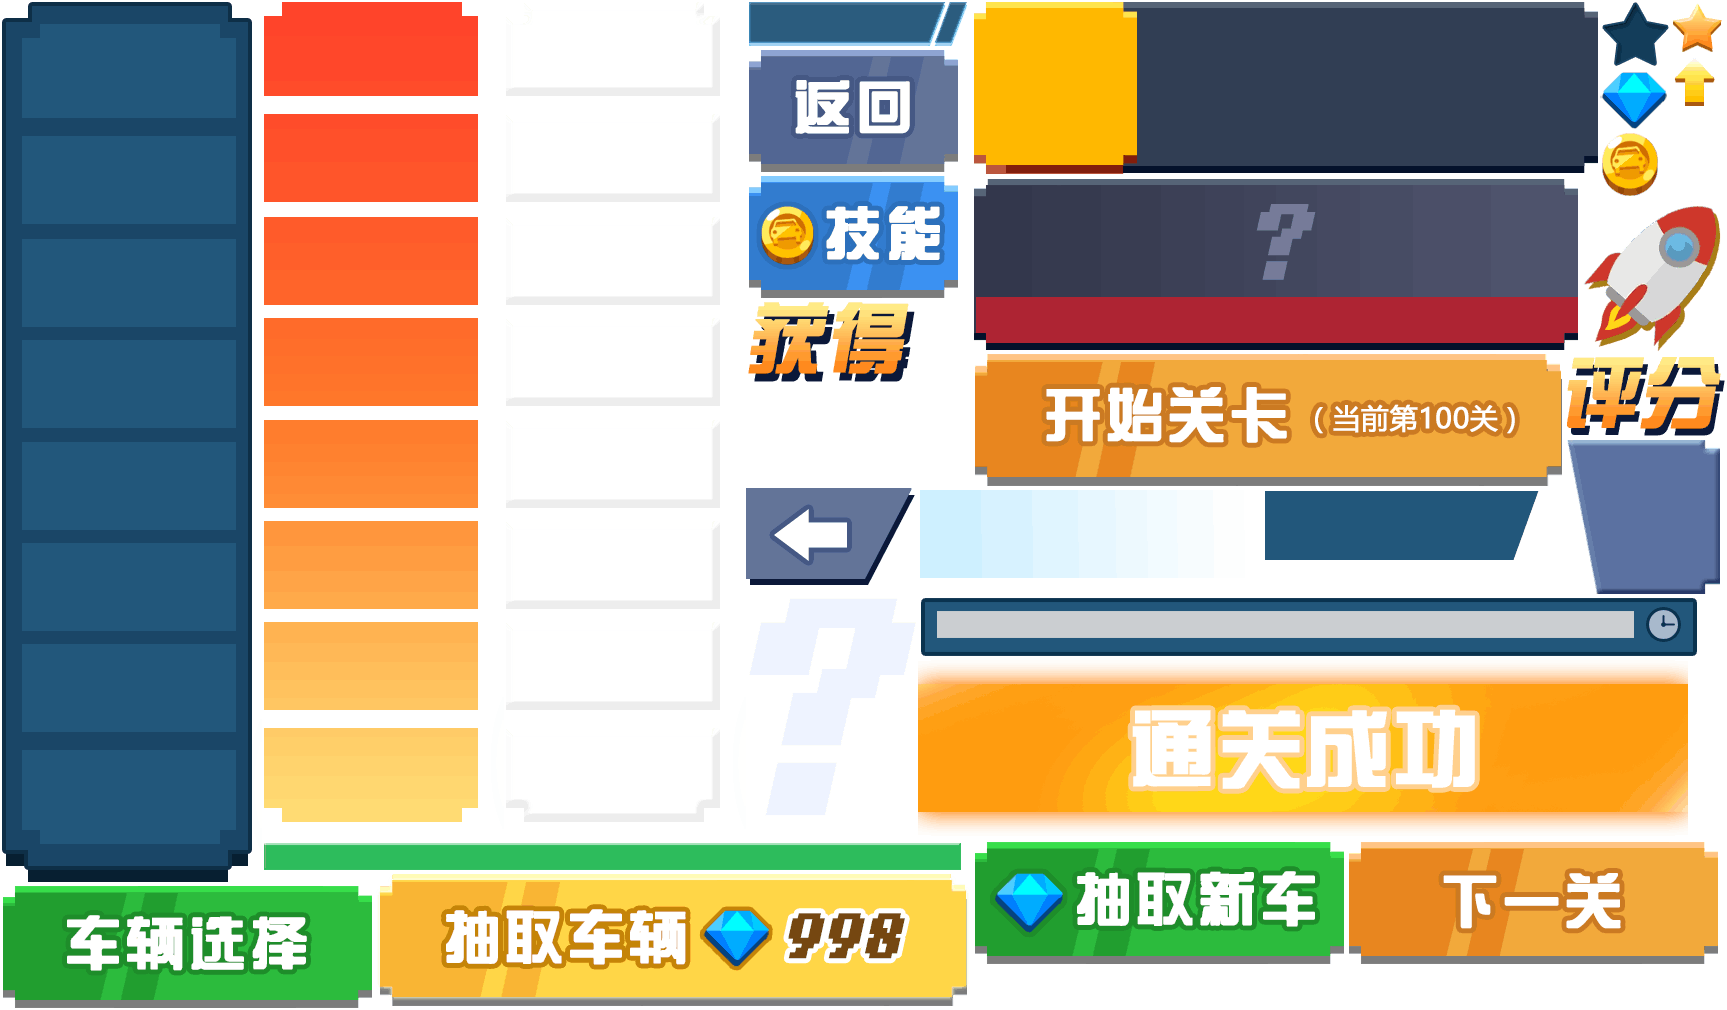 返回
技能
?
获得
开始关卡（当前第100关）
评分
?
通关成功
车辆选择
抽取车辆 998
抽取新车
下一关